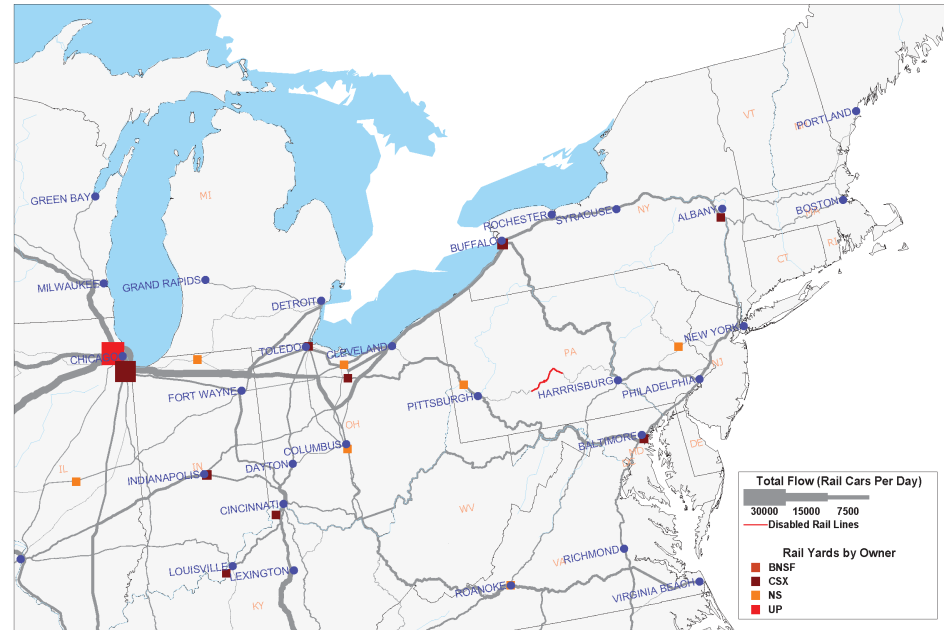 VT
PORTLAND
GREEN BAY
MI
NY
ROCHESTER
SYRACUSE
ALBANY
BOSTON
BUFFALO
RI
CT
MILWAUKEE
GRAND RAPIDS
DETROIT
NEW YORK
TOLEDO
CLEVELAND
CHICAGO
PA
NJ
FORT WAYNE
HARRRISBURG
PHILADELPHIA
PITTSBURGH
OH
COLUMBUS
BALTIMORE
DE
MD
IL
IN
DAYTON
INDIANAPOLIS
CINCINNATI
WV
VA
RICHMOND
LOUISVILLE
LEXINGTON
ROANOKE
VIRGINIA BEACH
KY
Total Flow (Rail Cars Per Day)
30000 15000 7500
Disabled Rail Lines
Rail Yards by Owner
BNSF
CSX
NS
UP